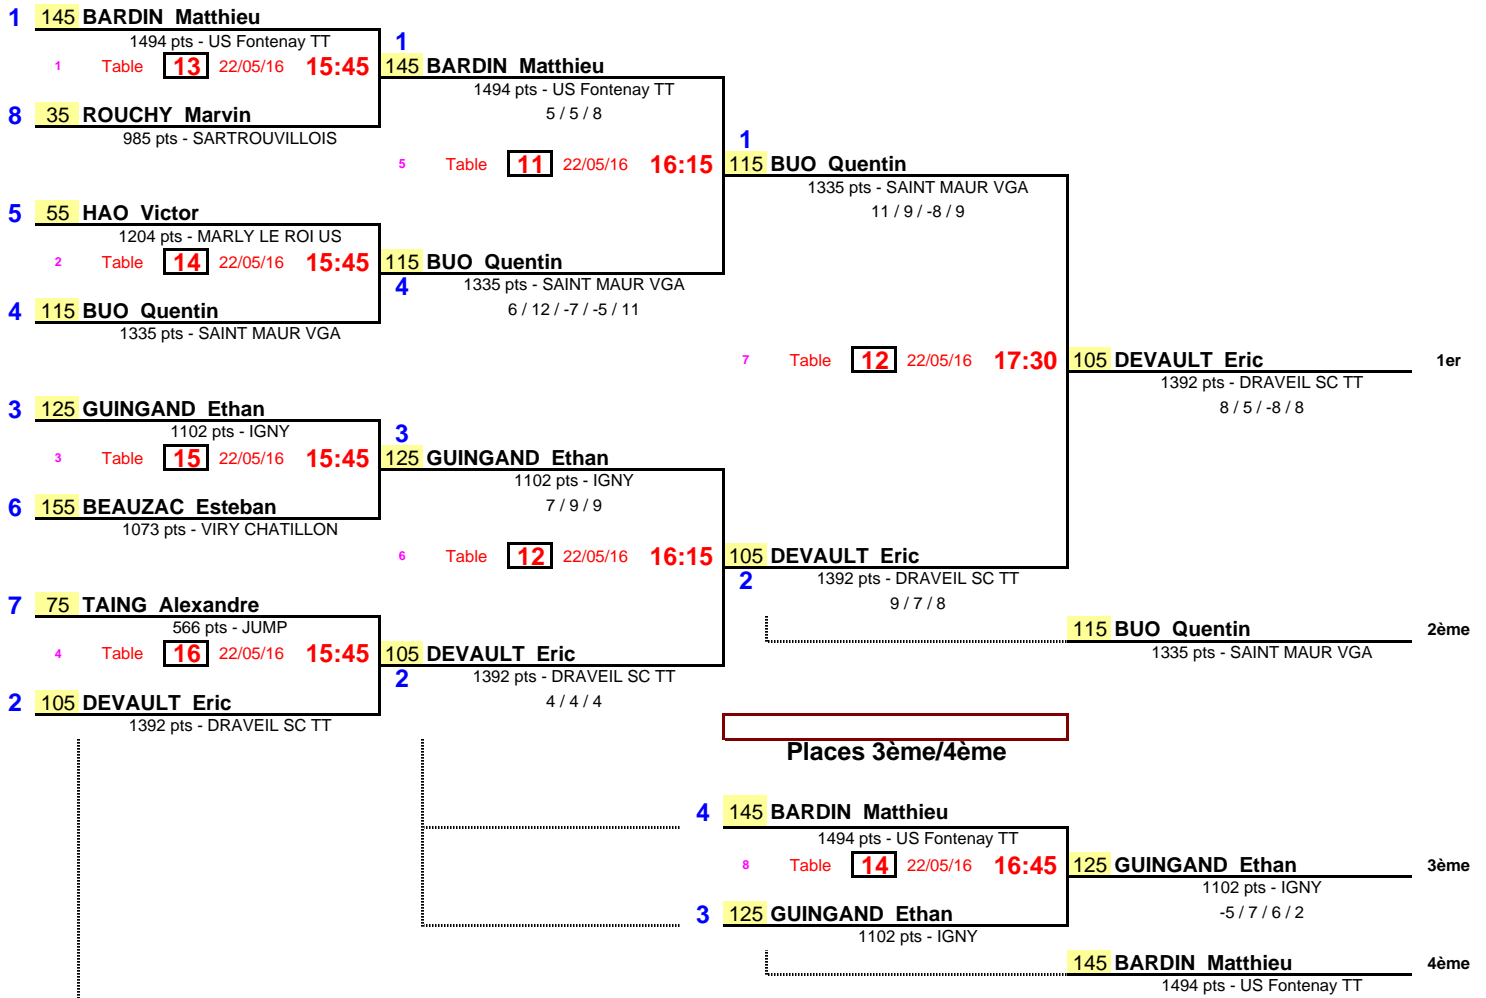 1 145 BARDIN Matthieu
1494 pts - US Fontenay TT
1 Table 13 22/05/16 15:45
8 35 ROUCHY Marvin
985 pts - SARTROUVILLOIS
5 55 HAO Victor
1204 pts - MARLY LE ROI US
2 Table 14 22/05/16 15:45
4 115 BUO Quentin
1335 pts - SAINT MAUR VGA
3 125 GUINGAND Ethan
1102 pts - IGNY
3 Table 15 22/05/16 15:45
6 155 BEAUZAC Esteban
1073 pts - VIRY CHATILLON
7 75 TAING Alexandre
566 pts - JUMP
4 Table 16 22/05/16 15:45
2 105 DEVAULT Eric
1392 pts - DRAVEIL SC TT
1
145 BARDIN Matthieu
1494 pts - US Fontenay TT
5 / 5 / 8
5 Table 11 22/05/16 16:15
115 BUO Quentin
4
1335 pts - SAINT MAUR VGA
6 / 12 / -7 / -5 / 11
3
125 GUINGAND Ethan
1102 pts - IGNY
7 / 9 / 9
6 Table 12 22/05/16 16:15
105 DEVAULT Eric
2
1392 pts - DRAVEIL SC TT
4 / 4 / 4
1
115 BUO Quentin
1335 pts - SAINT MAUR VGA
11 / 9 / -8 / 9
7 Table 12 22/05/16 17:30
105 DEVAULT Eric
2
1392 pts - DRAVEIL SC TT
9 / 7 / 8
105 DEVAULT Eric 1er
1392 pts - DRAVEIL SC TT
8 / 5 / -8 / 8
115 BUO Quentin 2ème
1335 pts - SAINT MAUR VGA
Places 3ème/4ème
4 145 BARDIN Matthieu
1494 pts - US Fontenay TT
8 Table 14 22/05/16 16:45
3 125 GUINGAND Ethan
1102 pts - IGNY
125 GUINGAND Ethan 3ème
1102 pts - IGNY
-5 / 7 / 6 / 2
145 BARDIN Matthieu 4ème
1494 pts - US Fontenay TT